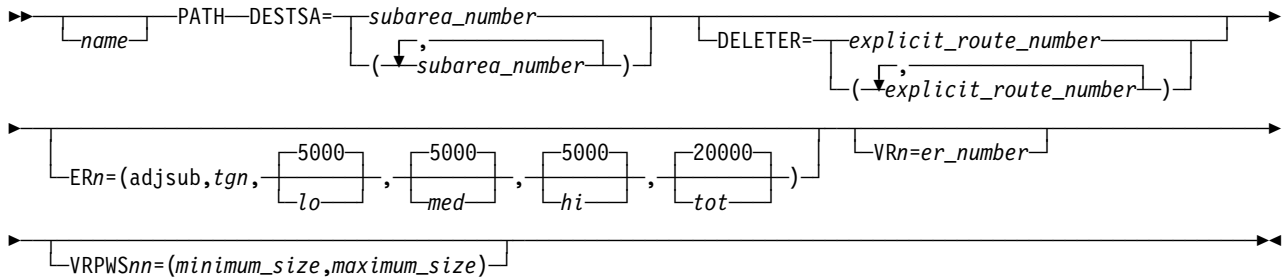 PATH DESTSA= subarea_number
name DELETER= explicit_route_number
, ,
( subarea_number ) ( explicit_route_number )
5000 5000 5000 20000
ERn=(adjsub,tgn, , , , ) VRn=er_number
lo med hi tot
VRPWSnn=(minimum_size,maximum_size)